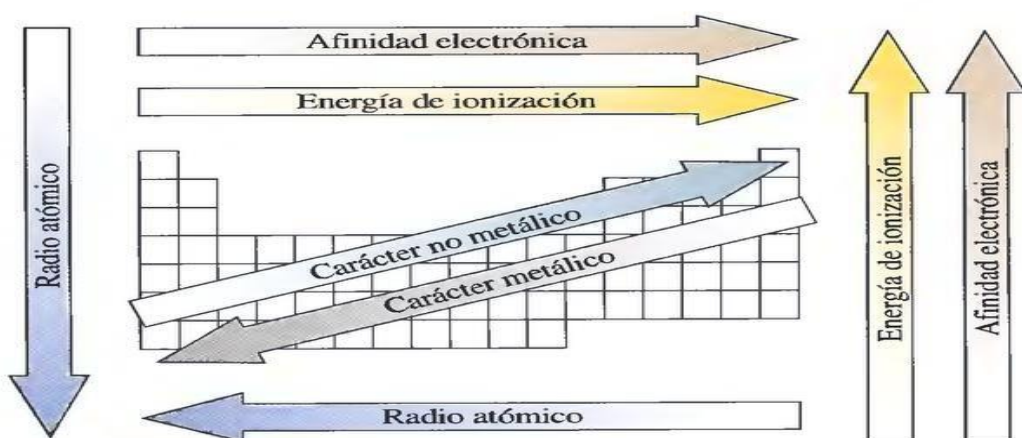 Afinidad electrónica
Energía de ionización
Radio atómico
Carácter no metálico
Carácter metálico
Energía de ionización
Afinidad electrónica
Radio atómico